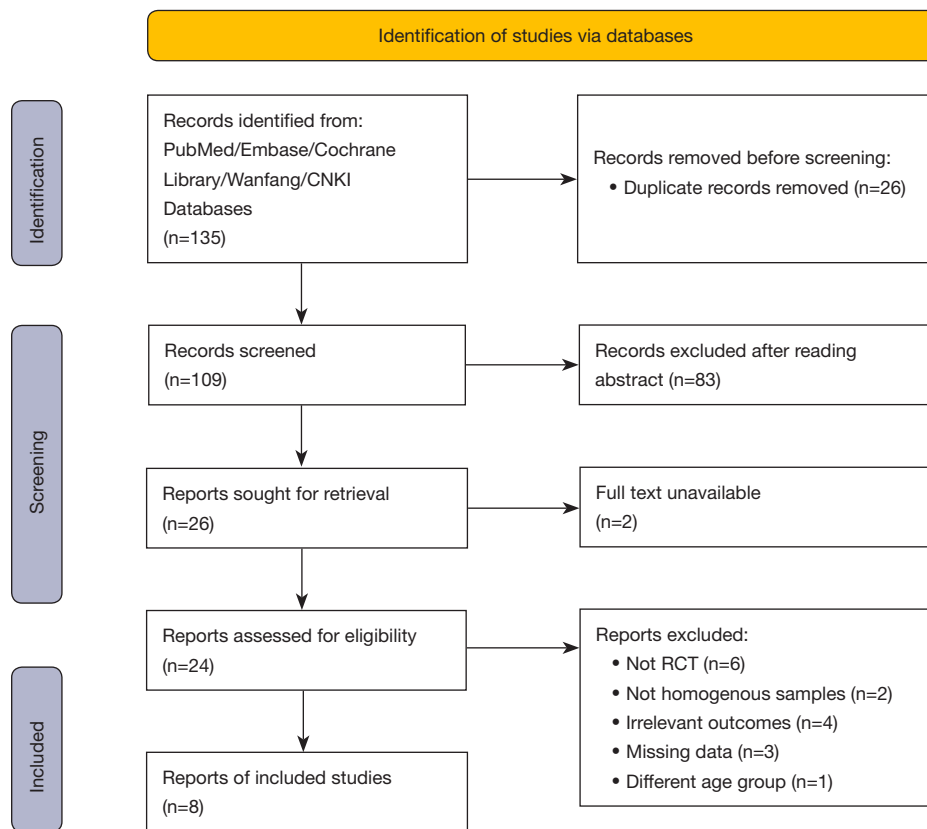 Identification of studies via databases
Identification
Records identified from:
PubMed/Embase/Cochrane
Library/Wanfang/CNKI
Databases
(n=135)
Records removed before screening:
• Duplicate records removed (n=26)
Screening
Records screened
(n=109)
Records excluded after reading
abstract (n=83)
Reports sought for retrieval
(n=26)
Full text unavailable
(n=2)
Reports assessed for eligibility
(n=24)
Reports excluded:
• Not RCT (n=6)
• Not homogenous samples (n=2)
• Irrelevant outcomes (n=4)
• Missing data (n=3)
• Different age group (n=1)
Included
Reports of included studies
(n=8)